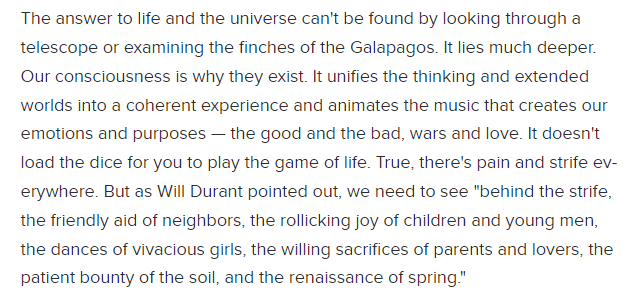 The answer to life and the universe can't be found by looking through a
telescope or examining the finches of the Galapagos. It lies much deeper.
Our consciousness is why they exist. It unifies the thinking and extended
worlds into a coherent experience and animates the music that creates our
emotions and purposes — the good and the bad, wars and love. It doesn't
load the dice for you to play the game of life. True, there's pain and strife ev-
erywhere. But as Will Durant pointed out, we need to see "behind the strife,
the friendly aid of neighbors, the rollicking joy of children and young men,
the dances of vivacious girls, the willing sacrifices of parents and lovers, the
patient bounty of the soil, and the renaissance of spring."